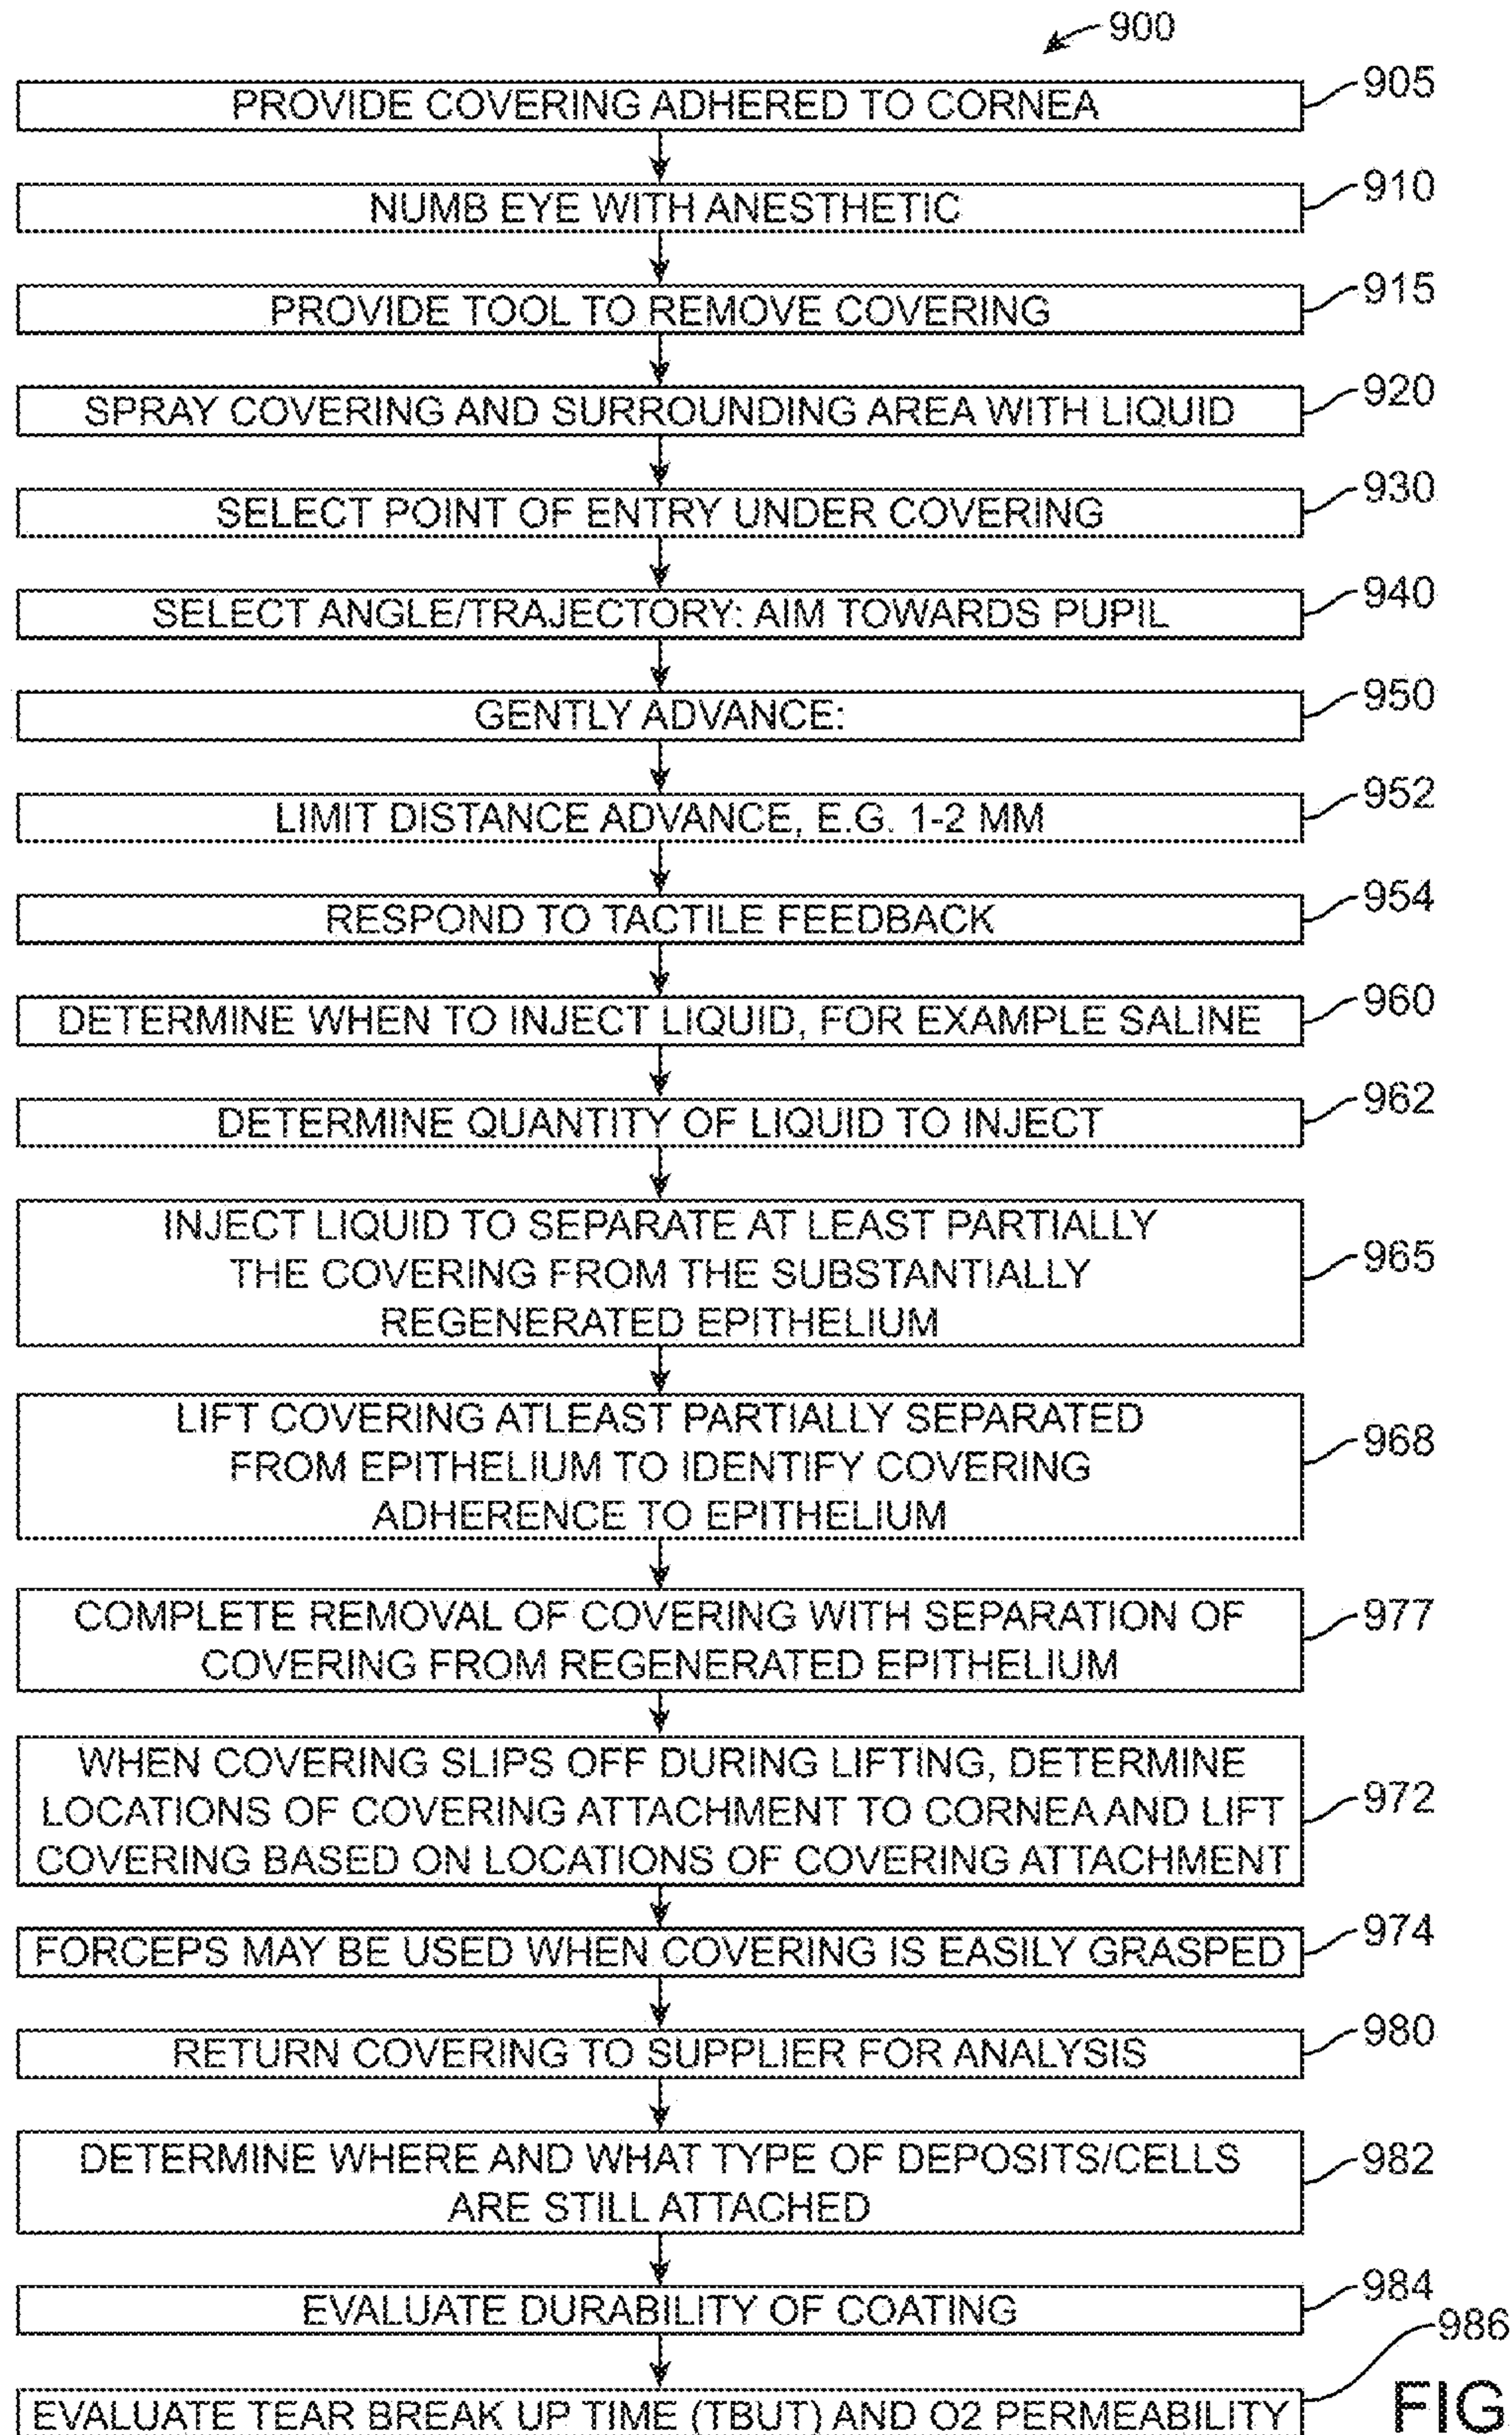 900
PROVIDE COVERING ADHERED TO CORNEA
905
NUMB EYE WITH ANESTHETIC
910
PROVIDE TOOL TO REMOVE COVERING
915
SPRAY COVERING AND SURROUNDING AREA WITH LIQUID
920
SELECT POINT OF ENTRY UNDER COVERING
930
SELECT ANGLE/TRAJECTORY: AIM TOWARDS PUPIL
940
GENTLY ADVANCE:
950
LIMIT DISTANCE ADVANCE, E.G. 1-2 MM
952
RESPOND TO TACTILE FEEDBACK
954
DETERMINE WHEN TO INJECT LIQUID, FOR EXAMPLE SALINE
960
DETERMINE QUANTITY OF LIQUID TO INJECT
962
INJECT LIQUID TO SEPARATE AT LEAST PARTIALLY
THE COVERING FROM THE SUBSTANTIALLY
REGENERATED EPITHELIUM
965
LIFT COVERING ATLEAST PARTIALLY SEPARATED
FROM EPITHELIUM TO IDENTIFY COVERING
ADHERENCE TO EPITHELIUM
968
COMPLETE REMOVAL OF COVERING WITH SEPARATION OF
COVERING FROM REGENERATED EPITHELIUM
977
WHEN COVERING SLIPS OFF DURING LIFTING, DETERMINE
LOCATIONS OF COVERING ATTACHMENT TO CORNEA AND LIFT
COVERING BASED ON LOCATIONS OF COVERING ATTACHMENT
972
FORCEPS MAY BE USED WHEN COVERING IS EASILY GRASPED
974
RETURN COVERING TO SUPPLIER FOR ANALYSIS
980
DETERMINE WHERE AND WHAT TYPE OF DEPOSITS/CELLS
ARE STILL ATTACHED
982
EVALUATE DURABILITY OF COATING
984
EVALUATE TEAR BREAK UP TIME (TBUT) AND O2 PERMEABILITY
986
FIG